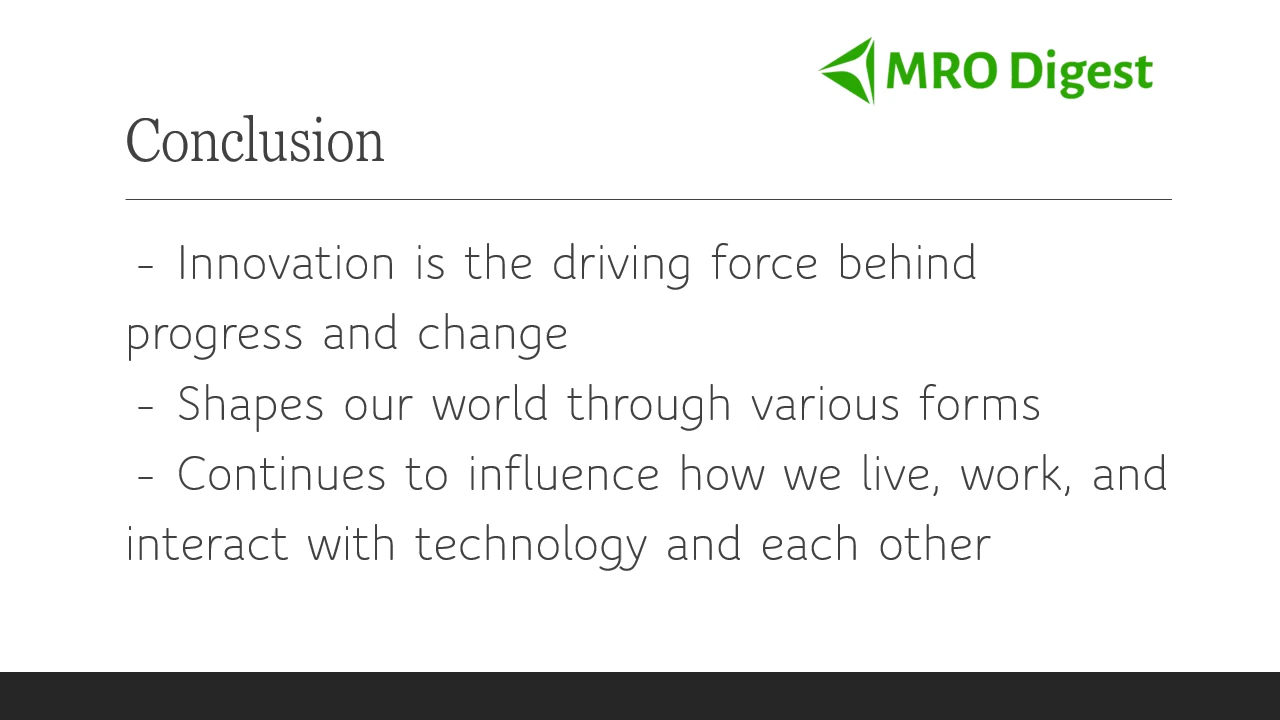 MRO Digest
Conclusion
- Innovation is the driving force behind
progress and change
- Shapes our world through various forms
- Continues to influence how we live, work, and
interact with technology and each other